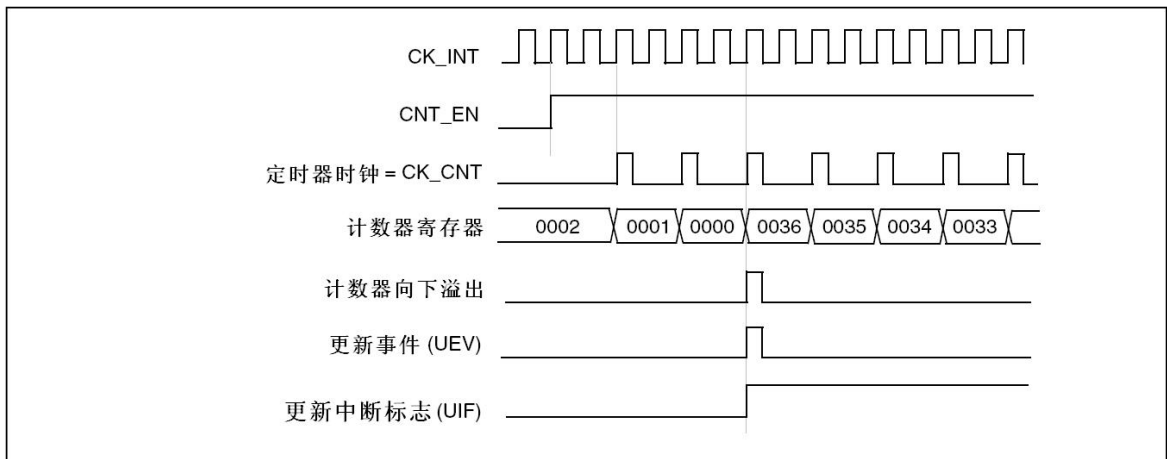 CK_INT
CNT_EN
定时器时钟 = CK_CNT
计数器寄存器 0002 0001 0000 0036 0035 0034 0033
计数器向下溢出
更新事件 (UEV)
更新中断标志 (UIF)